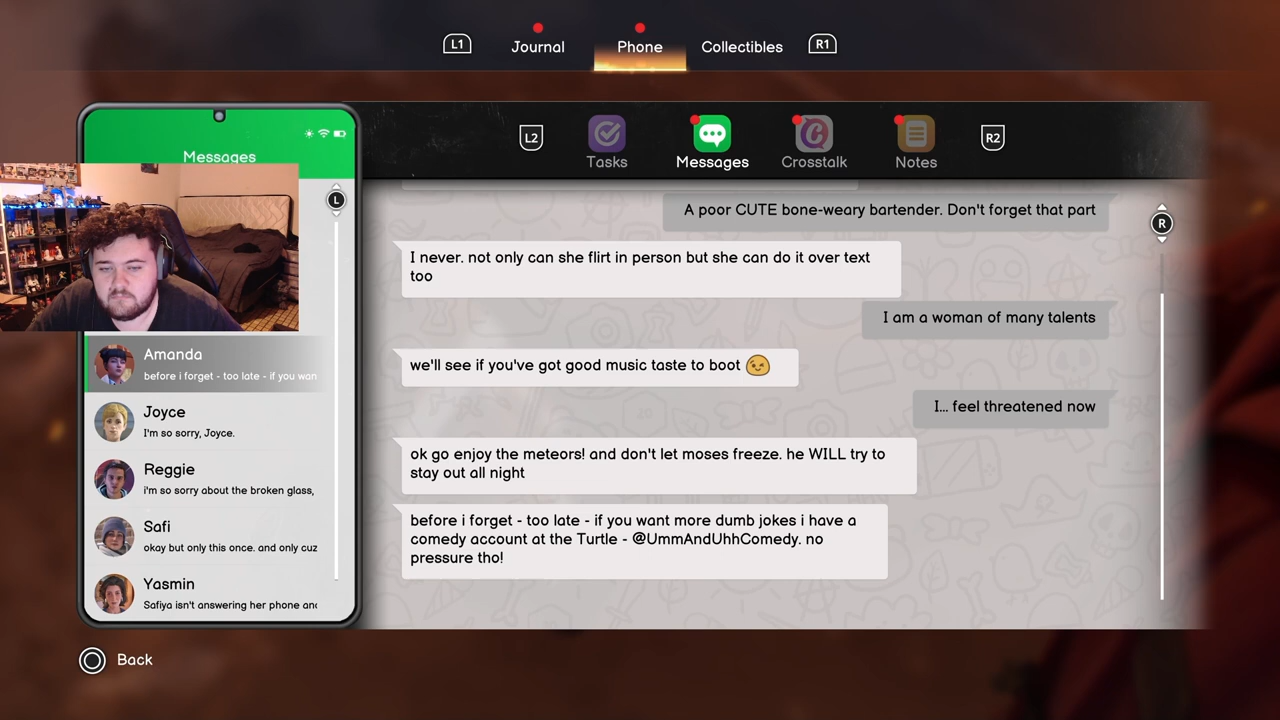 L1
Journal
Phone
Collectibles
R1
Messages
L2
Tasks
Messages
Crosstalk
Notes
R2
L
R
Amanda
before i forget - too late - if you wan
Joyce
I'm so sorry, Joyce.
Reggie
i'm so sorry about the broken glass,
Safi
okay but only this once. and only cuz
Yasmin
Safiya isn't answering her phone and
A poor CUTE bone-weary bartender. Don't forget that part
I never. not only can she flirt in person but she can do it over text
too
I am a woman of many talents
we'll see if you've got good music taste to boot
I... feel threatened now
ok go enjoy the meteors! and don't let moses freeze. he WILL try to
stay out all night
before i forget - too late - if you want more dumb jokes i have a
comedy account at the Turtle - @UmmAndUhhComedy. no
pressure tho!
Back